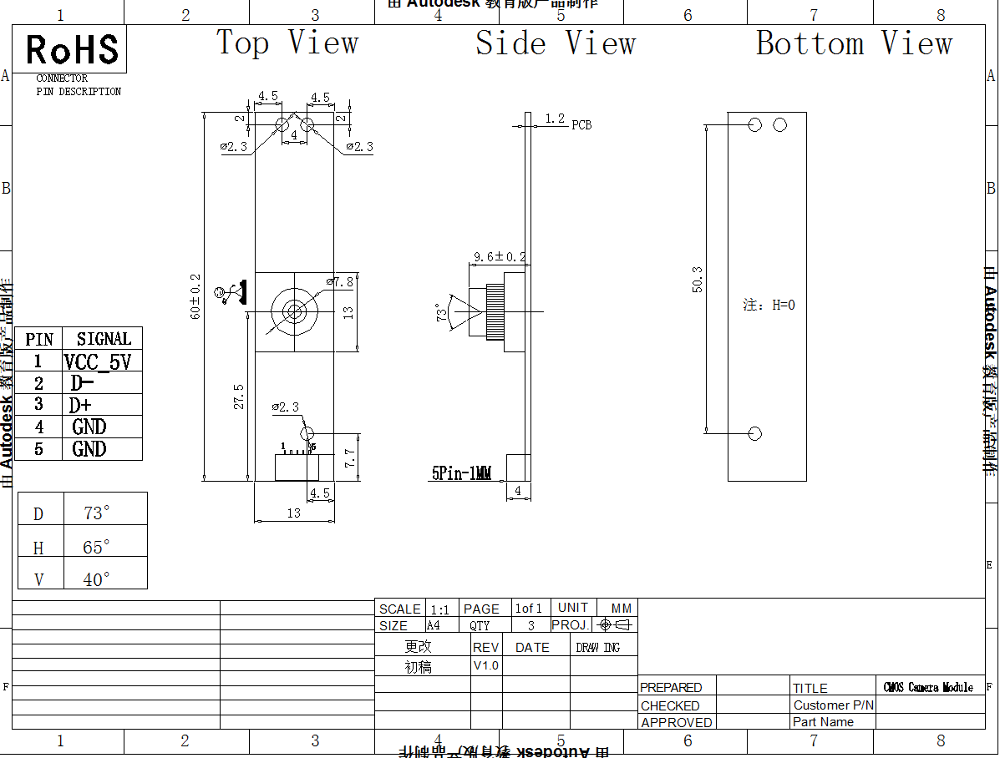 由 Autodesk 教育版产品制作
1 2 3 4 5 6 7 8
RoHS
CONNECTOR
PIN DESCRIPTION
Top View
Side View
Bottom View
A
A
B
B
4.5
4.5
2
2
4
ø2.3
ø2.3
1.2
PCB
60±0.2
ø7.8
13
27.5
ø2.3
1
5
7.7
4.5
13
9.6±0.2
73°
5Pin-1MM
4
50.3
注: H=0
由 Autodesk 教育版产品制作
由 Autodesk 教育版产品制作
PIN SIGNAL
1 VCC_5V
2 D-
3 D+
4 GND
5 GND
D 73°
H 65°
V 40°
E
F
F
SCALE 1:1 PAGE 1of 1 UNIT MM
SIZE A4 QTY 3 PROJ.
更改 REV DATE DRAW ING
初稿 V1.0
PREPARED TITLE CMOS Camera Module
CHECKED Customer P/N
APPROVED Part Name
1 2 3 4 5 6 7 8
由 Autodesk 教育版产品制作